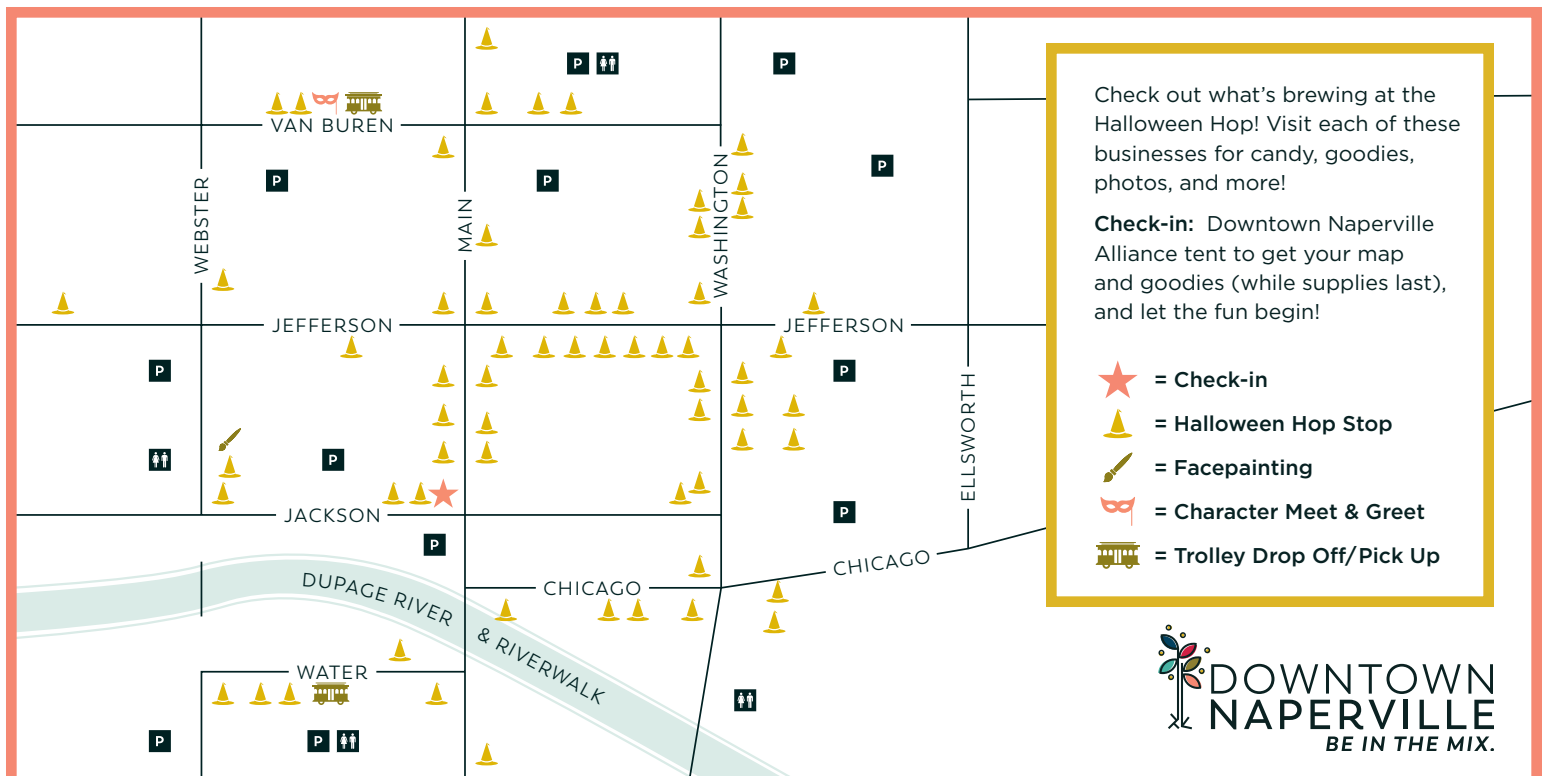 P
P
VAN BUREN
P
P
P
WEBSTER
MAIN
WASHINGTON
JEFFERSON
JEFFERSON
P
P
ELLSWORTH
P
P
JACKSON
P
CHICAGO
CHICAGO
DUPAGE RIVER & RIVERWALK
WATER
P
P
Check out what’s brewing at the
Halloween Hop! Visit each of these
businesses for candy, goodies,
photos, and more!
Check-in: Downtown Naperville
Alliance tent to get your map
and goodies (while supplies last),
and let the fun begin!
= Check-in
= Halloween Hop Stop
= Facepainting
= Character Meet & Greet
= Trolley Drop Off/Pick Up
DOWNTOWN
NAPERVILLE
BE IN THE MIX.